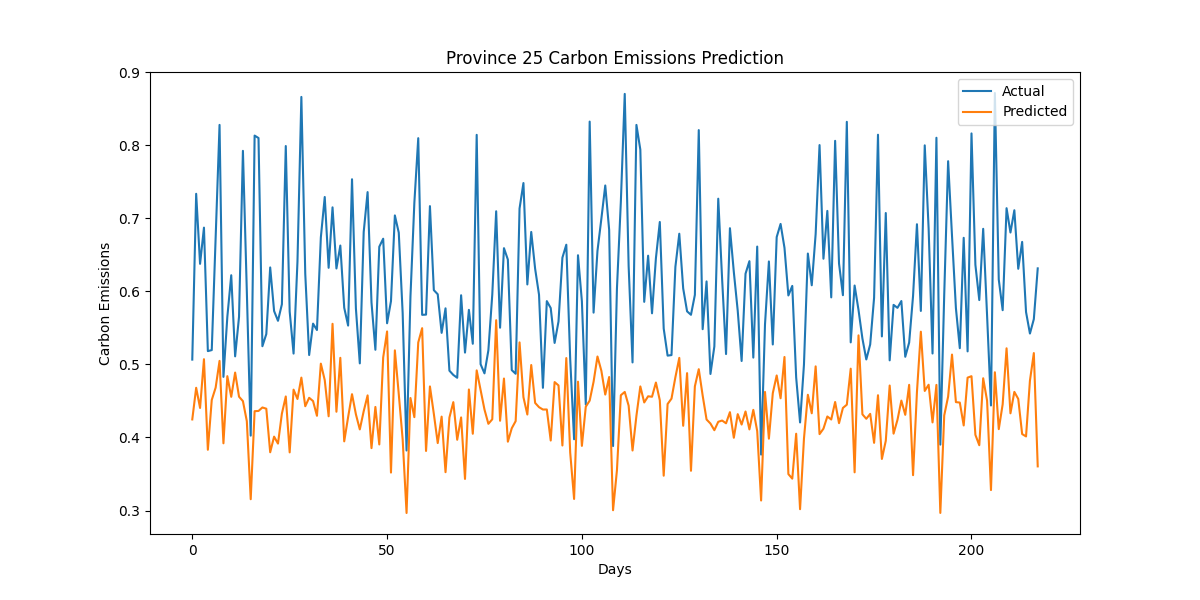 Province 25 Carbon Emissions Prediction
Actual
Predicted
Carbon Emissions
0.9
0.8
0.7
0.6
0.5
0.4
0.3
0 50 100 150 200
Days